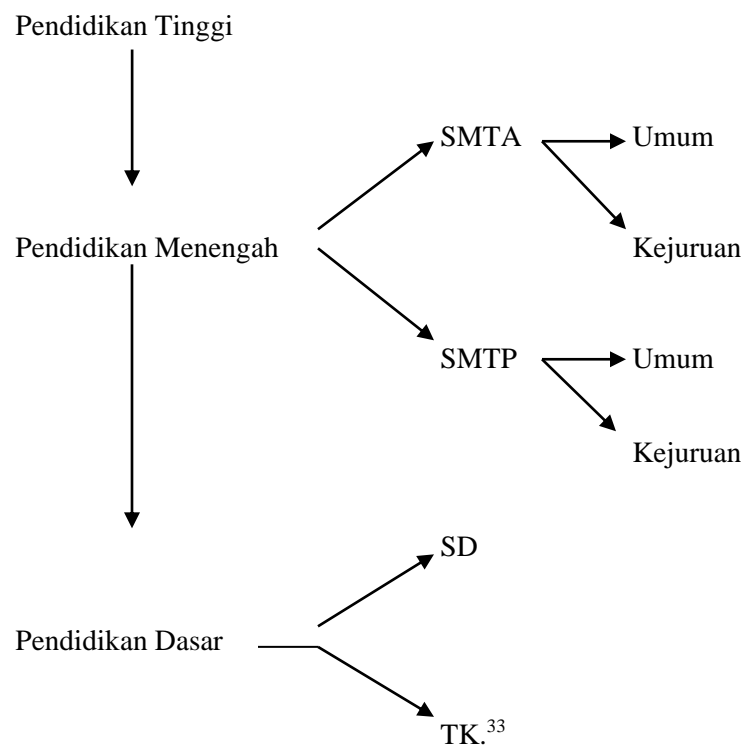 Pendidikan Tinggi
SMTA
Umum
Pendidikan Menengah
Kejuruan
SMTP
Umum
Kejuruan
SD
Pendidikan Dasar
TK.³³